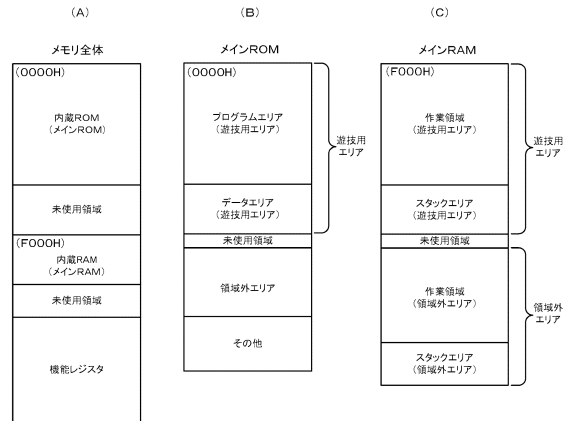 (A)
メモリ全体
(0000H)
内蔵ROM
(メインROM)
未使用領域
(F000H)
内蔵RAM
(メインRAM)
未使用領域
機能レジスタ
(B)
メインROM
(0000H)
プログラムエリア
(遊技用エリア)
データエリア
(遊技用エリア)
未使用領域
領域外エリア
その他
遊技用
エリア
(C)
メインRAM
(F000H)
作業領域
(遊技用エリア)
スタックエリア
(遊技用エリア)
未使用領域
作業領域
(領域外エリア)
スタックエリア
(領域外エリア)
遊技用
エリア
領域外
エリア